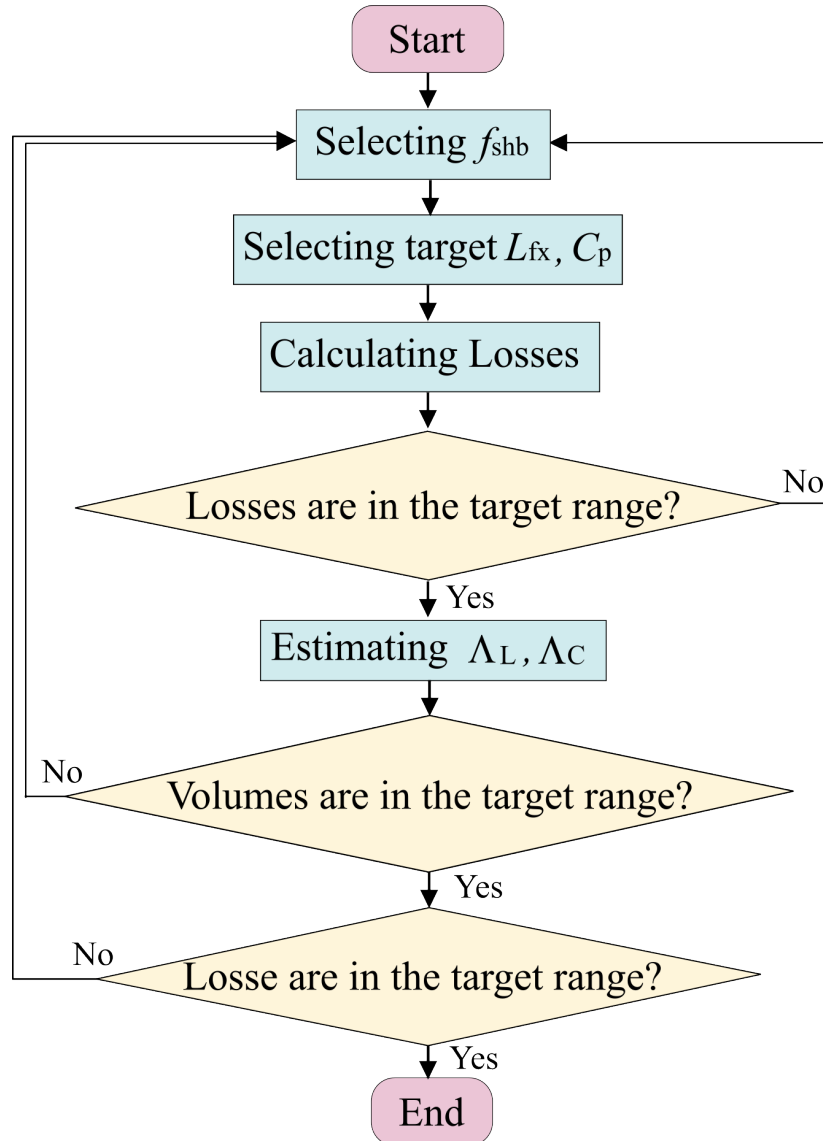 Start
Selecting fshb
Selecting target Lfx, Cp
Calculating Losses
Losses are in the target range?
No
Yes
Estimating ΛL, ΛC
No
Volumes are in the target range?
Yes
No
Losse are in the target range?
Yes
End